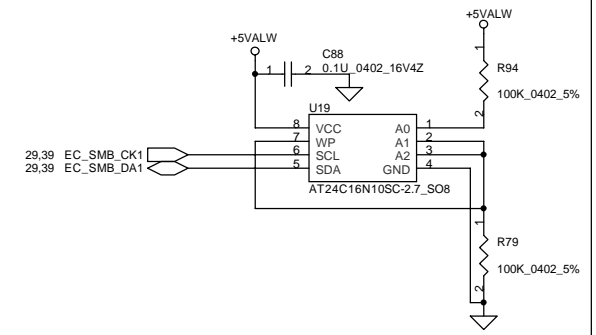 +5VALW
+5VALW
C88
1 2 0.1U_0402_16V4Z
1
R94
100K_0402_5%
2
U19
8 VCC A0 1
7 WP A1 2
29,39 EC_SMB_CK1 6 SCL A2 3
29,39 EC_SMB_DA1 5 SDA GND 4
AT24C16N10SC-2.7_SO8
1
R79
100K_0402_5%
2